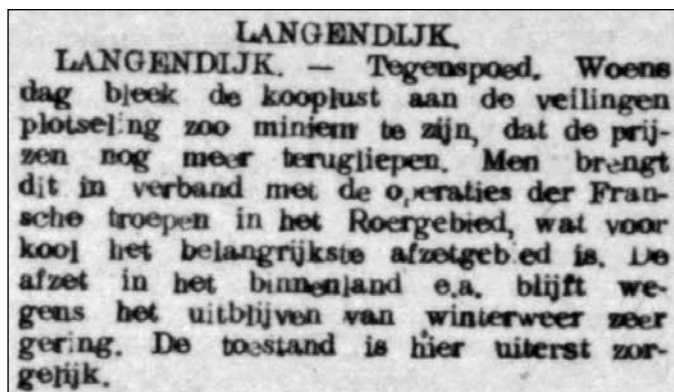 LANGENDIJK.
LANGENDIJK. — Tegenspoed. Woens
dag bleek de kooplust aan de veilingen
plotseling zoo miniem te zijn, dat de prij-
zen nog meer terugliepen. Men brengt
dit in verband met de operaties der Fran-
sche troepen in het Roergebied, wat voor
kool het belangrijkste afzetgebied is. De
afzet in het binnenland e.a. blijft we-
gens het uitblijven van winterweer zeer
gering. De toestand is hier uiterst zor-
gelijk.